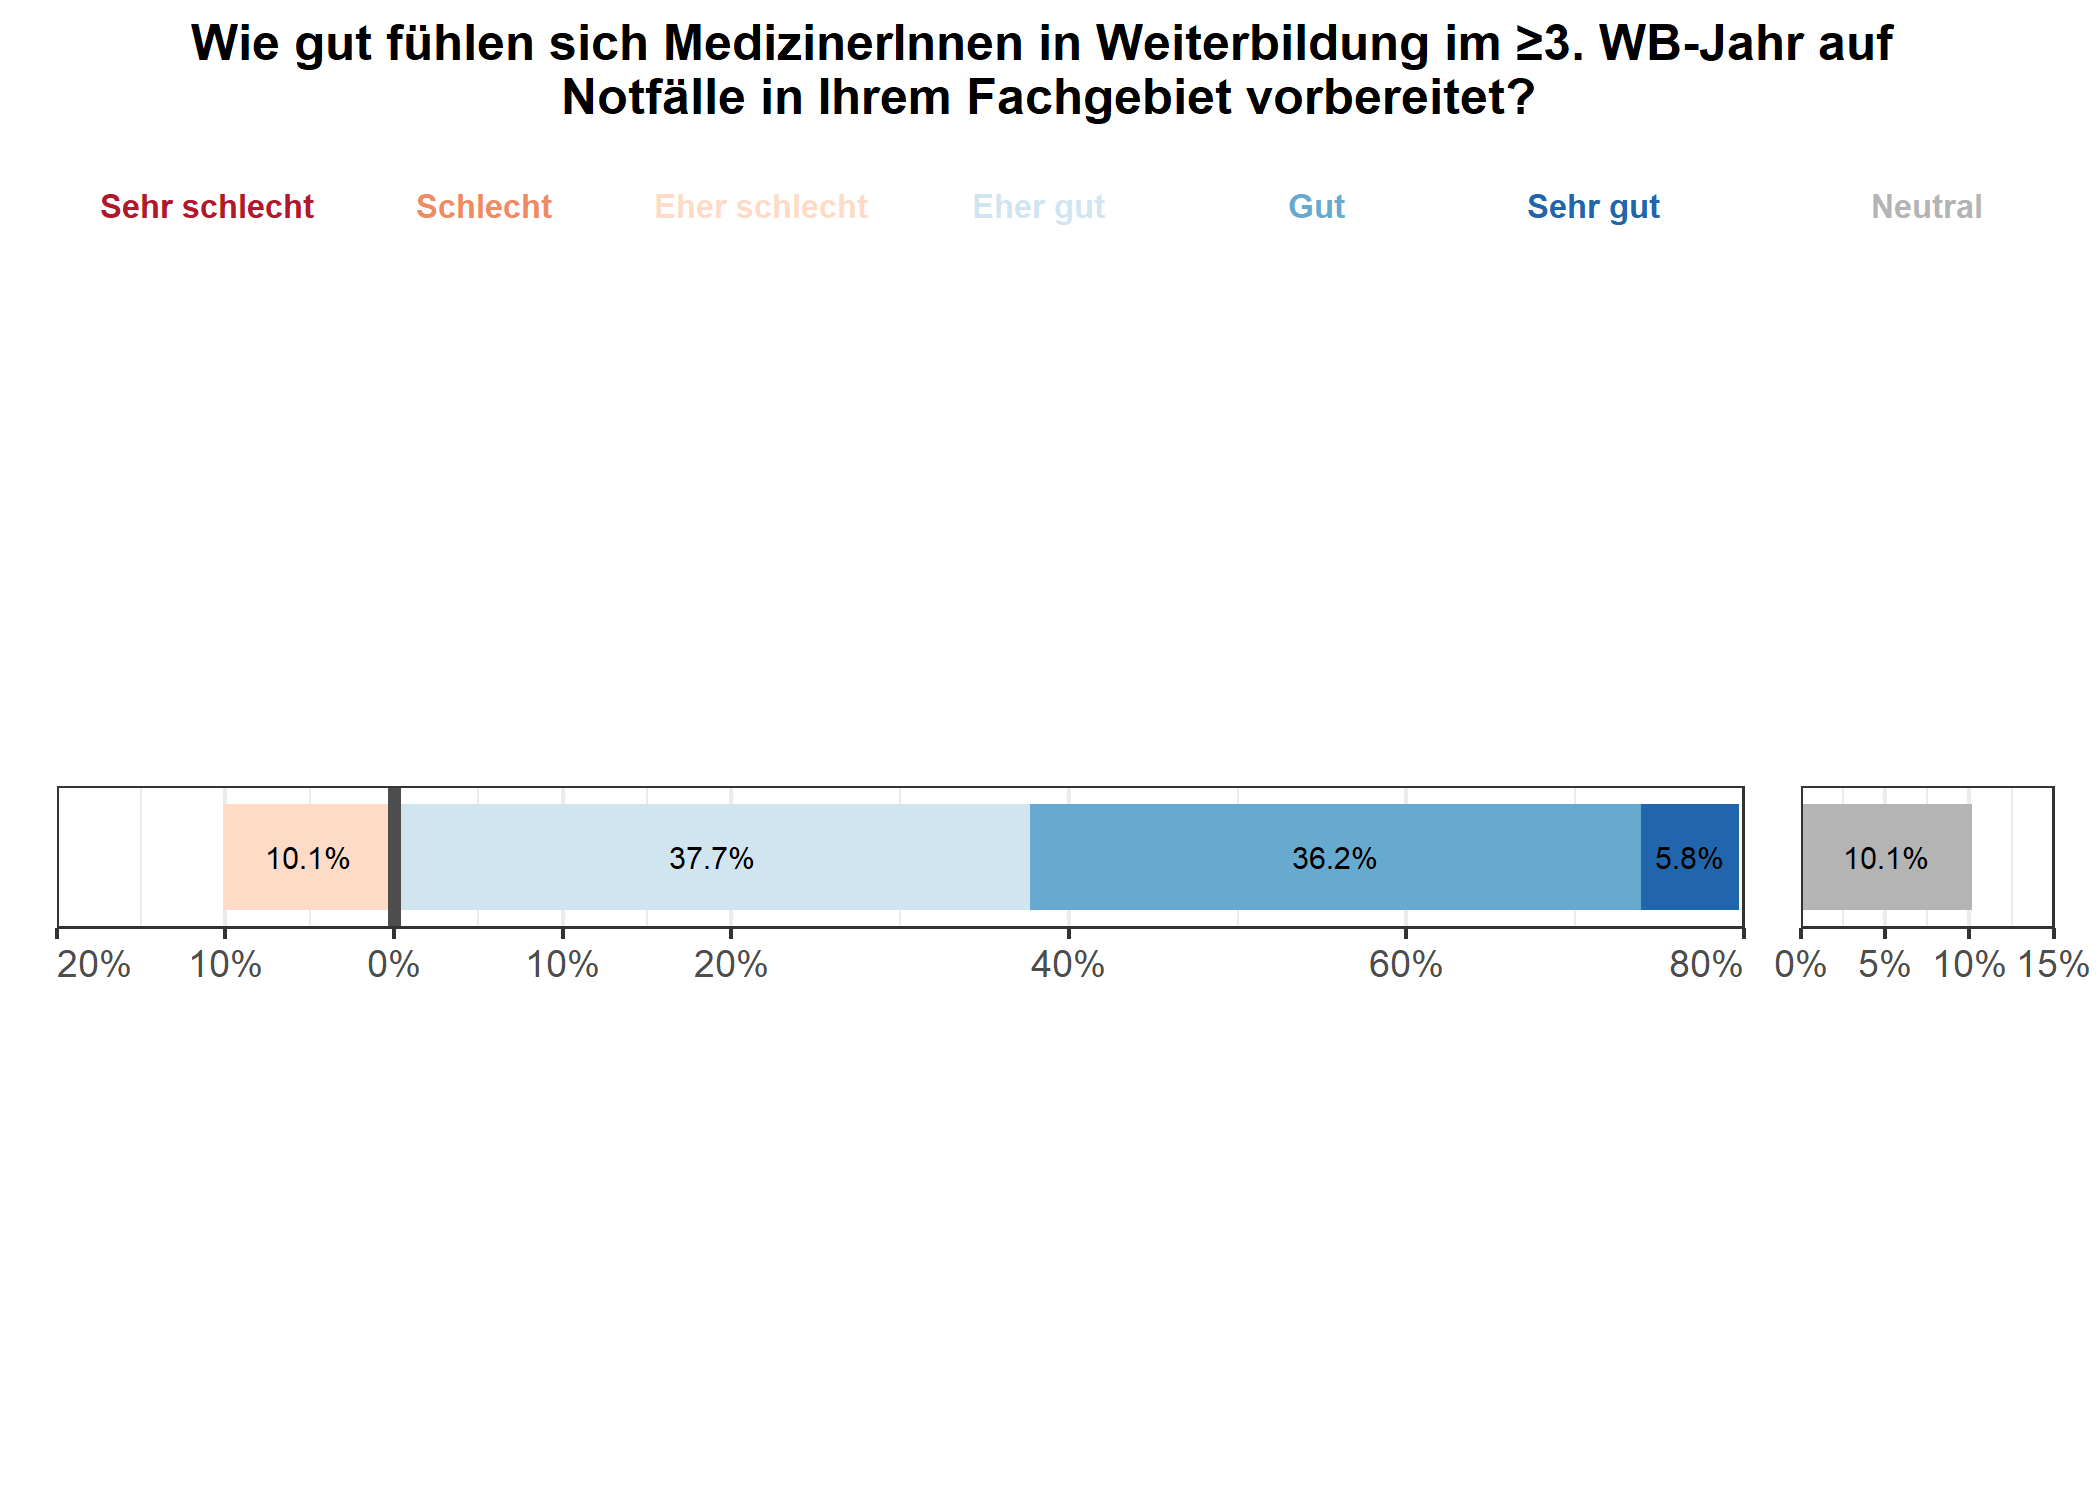 Wie gut fühlen sich MedizinerInnen in Weiterbildung im ≥3. WB-Jahr auf
Notfälle in Ihrem Fachgebiet vorbereitet?
Sehr schlecht Schlecht Eher schlecht Eher gut Gut Sehr gut Neutral
10.1% 37.7% 36.2% 5.8% 10.1%
20% 10% 0% 10% 20% 40% 60% 80% 0% 5% 10% 15%